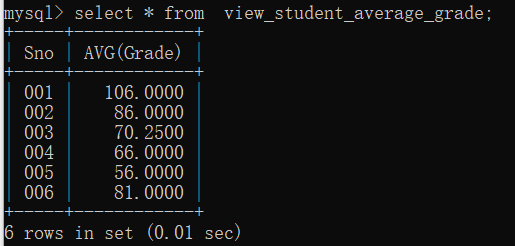 mysql> select * from  view_student_average_grade;
+-----+------------+
| Sno | AVG(Grade) |
+-----+------------+
| 001 |   106.0000 |
| 002 |    86.0000 |
| 003 |    70.2500 |
| 004 |    66.0000 |
| 005 |    56.0000 |
| 006 |    81.0000 |
+-----+------------+
6 rows in set (0.01 sec)